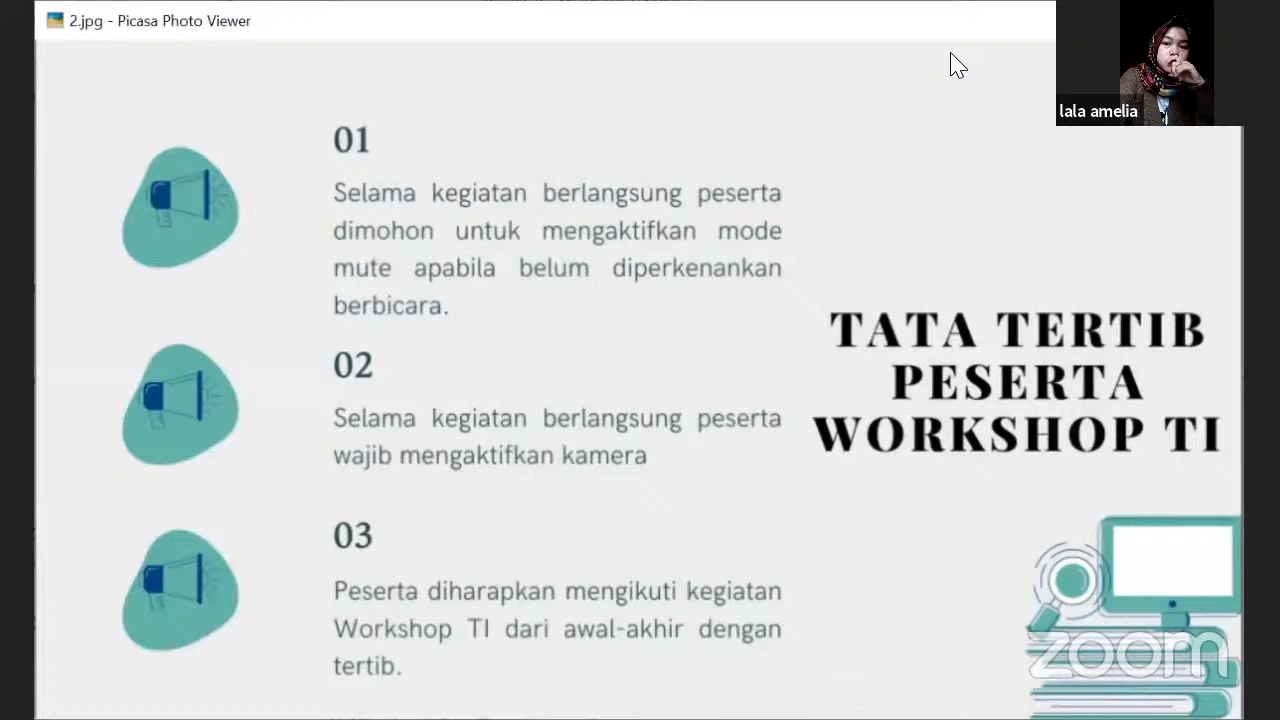 2.jpg - Picasa Photo Viewer
lala amelia
01
Selama kegiatan berlangsung peserta
dimohon untuk mengaktifkan mode
mute apabila belum diperkenankan
berbicara.
02
Selama kegiatan berlangsung peserta
wajib mengaktifkan kamera
03
Peserta diharapkan mengikuti kegiatan
Workshop TI dari awal-akhir dengan
tertib.
TATA TERTIB
PESERTA
WORKSHOP TI
zoom